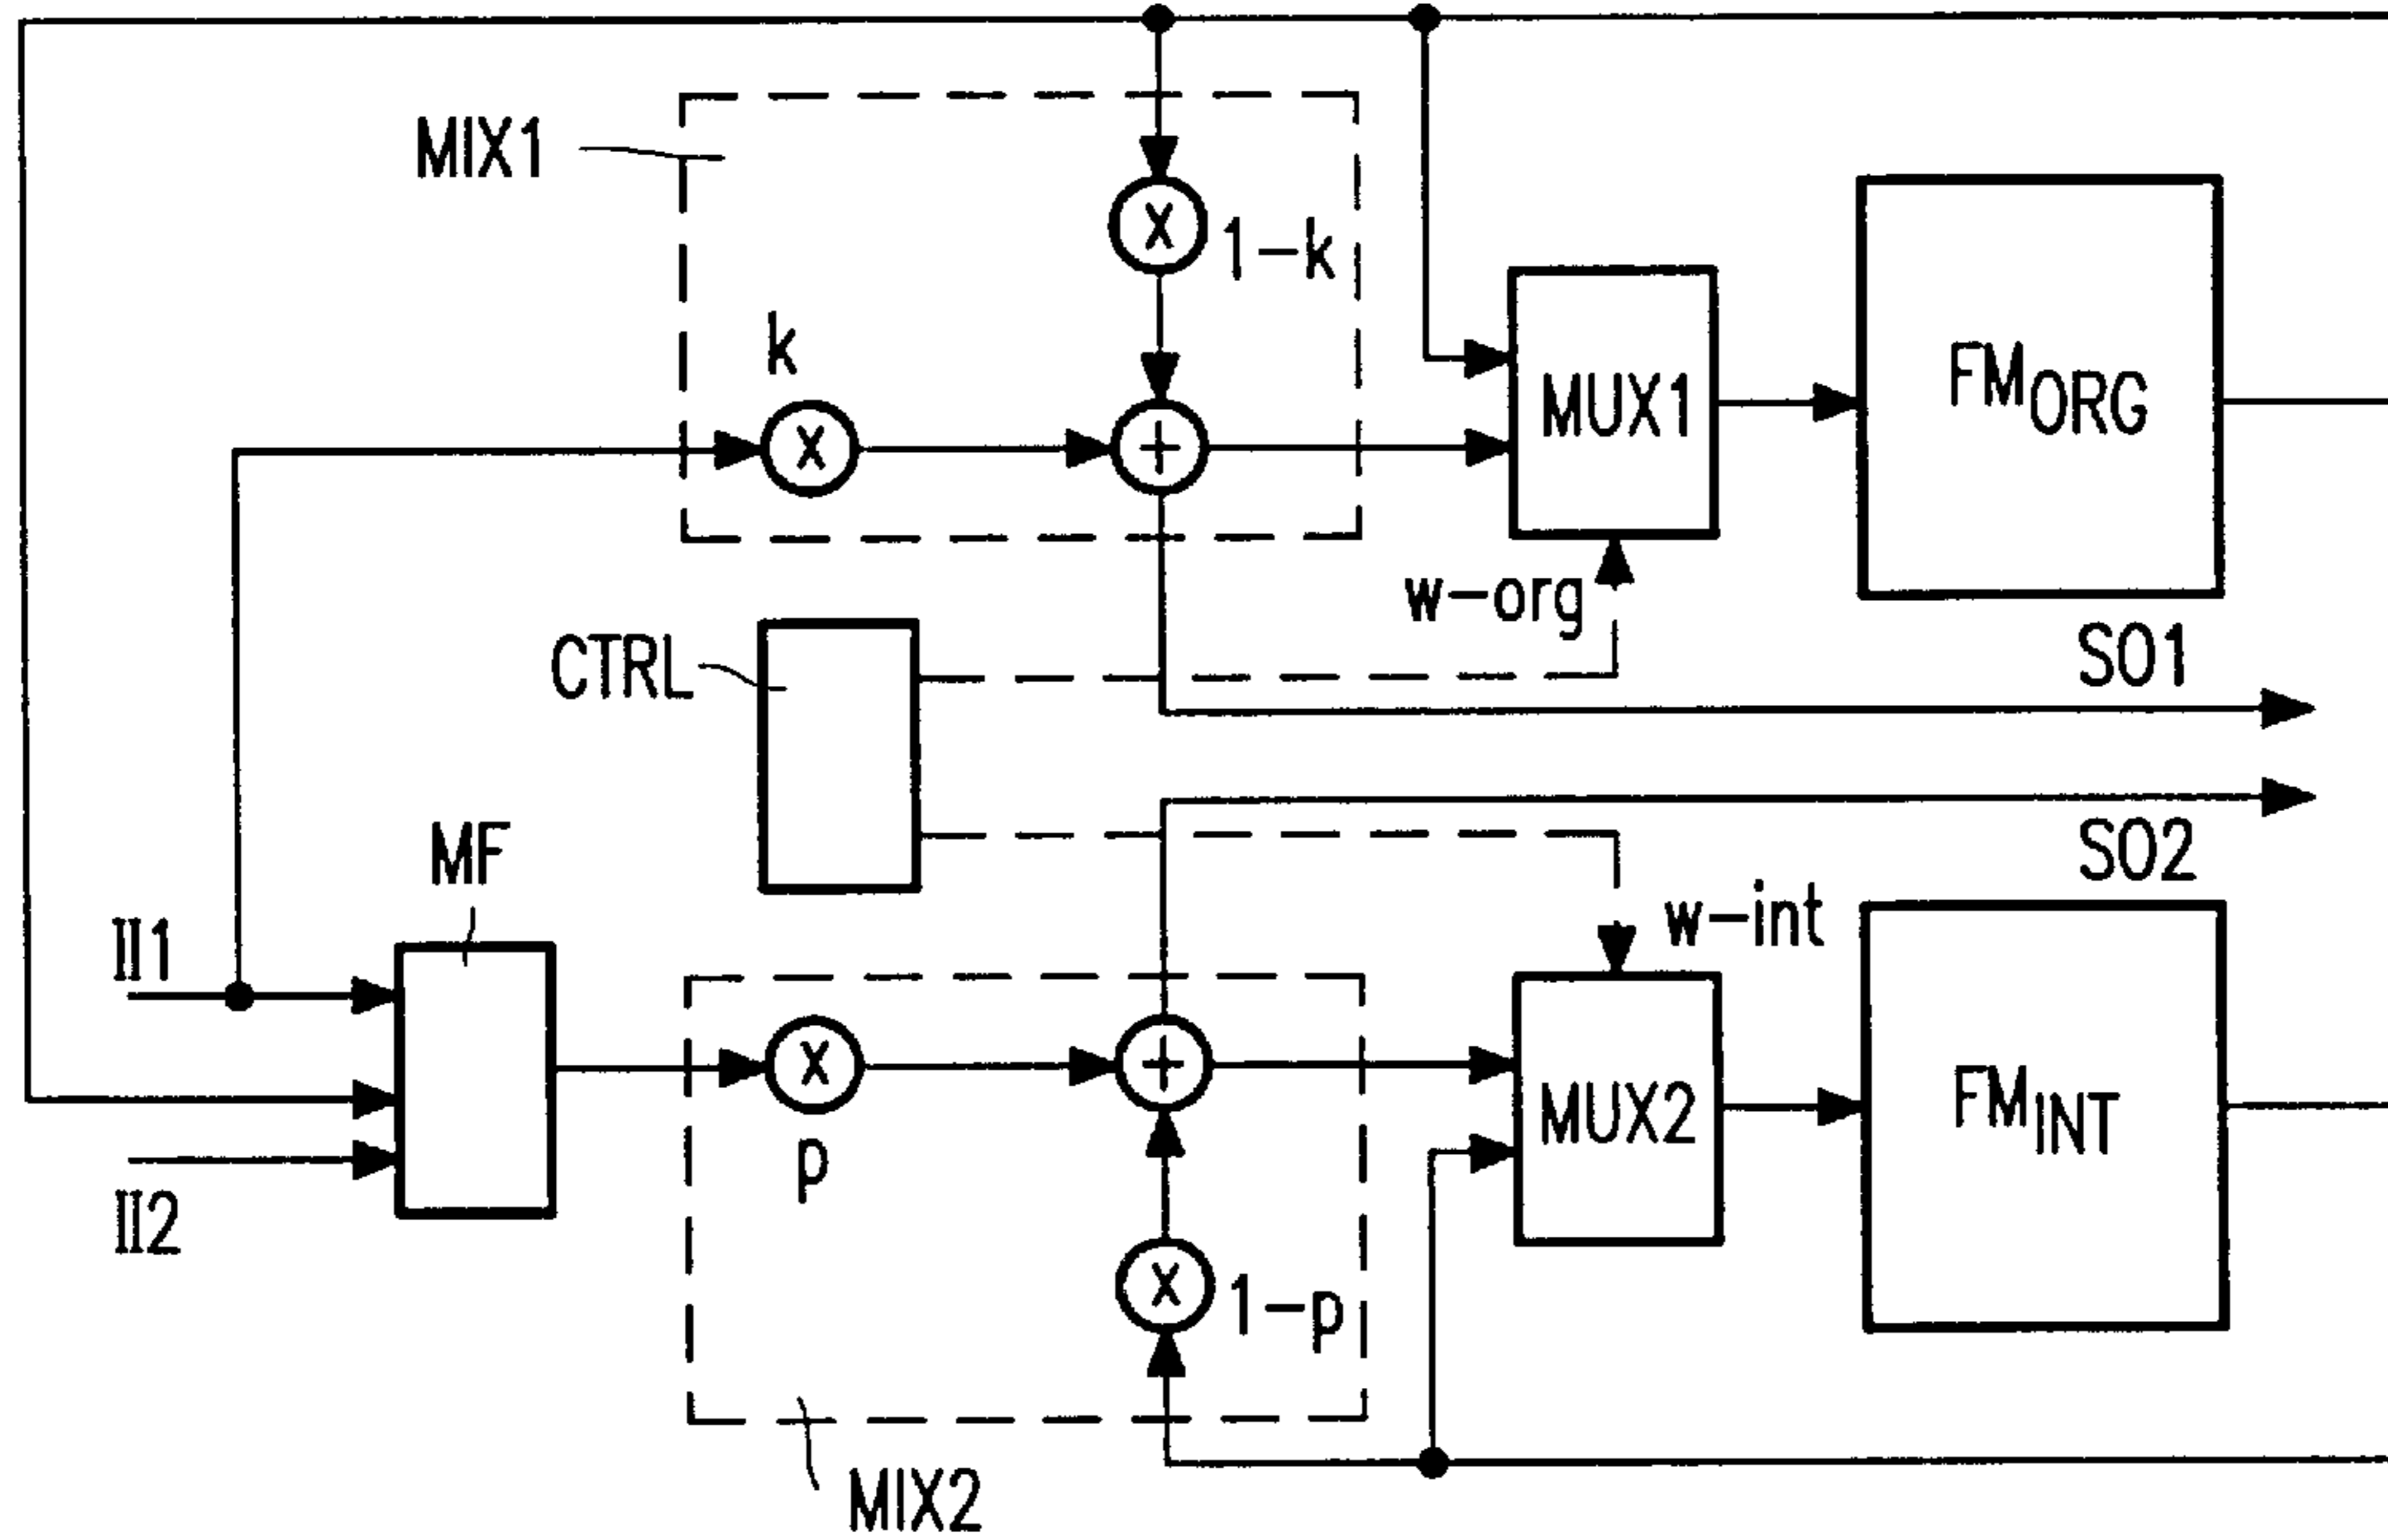 MIX1
X
1-k
k
X
+
MUX1
FMORG
w-org
CTRL
SO1
SO2
MF
w-int
II1
X
+
MUX2
FMINT
p
II2
X
1-p
MIX2